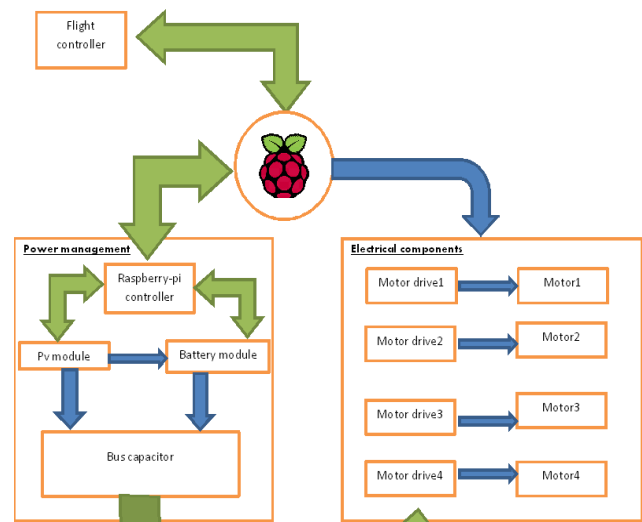 Flight
controller
Power management
Raspberry-pi
controller
Pv module
Battery module
Bus capacitor
Electrical components
Motor drive1
Motor1
Motor drive2
Motor2
Motor drive3
Motor3
Motor drive4
Motor4